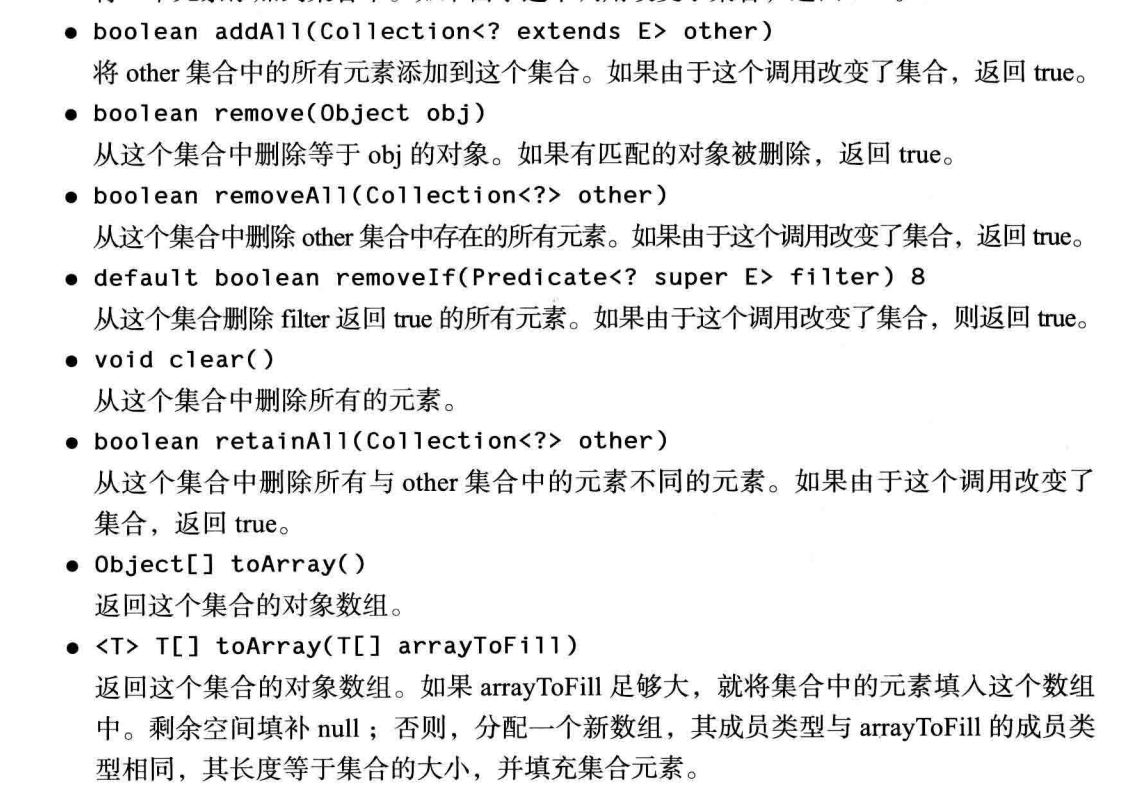 • boolean addAll(Collection<? extends E> other)
将 other 集合中的所有元素添加到这个集合。如果由于这个调用改变了集合，返回 true。
• boolean remove(Object obj)
从这个集合中删除等于 obj 的对象。如果有匹配的对象被删除，返回 true。
• boolean removeAll(Collection<?> other)
从这个集合中删除 other 集合中存在的所有元素。如果由于这个调用改变了集合，返回 true。
• default boolean removeIf(Predicate<? super E> filter) 8
从这个集合删除 filter 返回 true 的所有元素。如果由于这个调用改变了集合，则返回 true。
• void clear()
从这个集合中删除所有的元素。
• boolean retainAll(Collection<?> other)
从这个集合中删除所有与 other 集合中的元素不同的元素。如果由于这个调用改变了
集合，返回 true。
• Object[] toArray()
返回这个集合的对象数组。
• <T> T[] toArray(T[] arrayToFill)
返回这个集合的对象数组。如果 arrayToFill 足够大，就将集合中的元素填入这个数组
中。剩余空间填补 null ；否则，分配一个新数组，其成员类型与 arrayToFill 的成员类
型相同，其长度等于集合的大小，并填充集合元素。